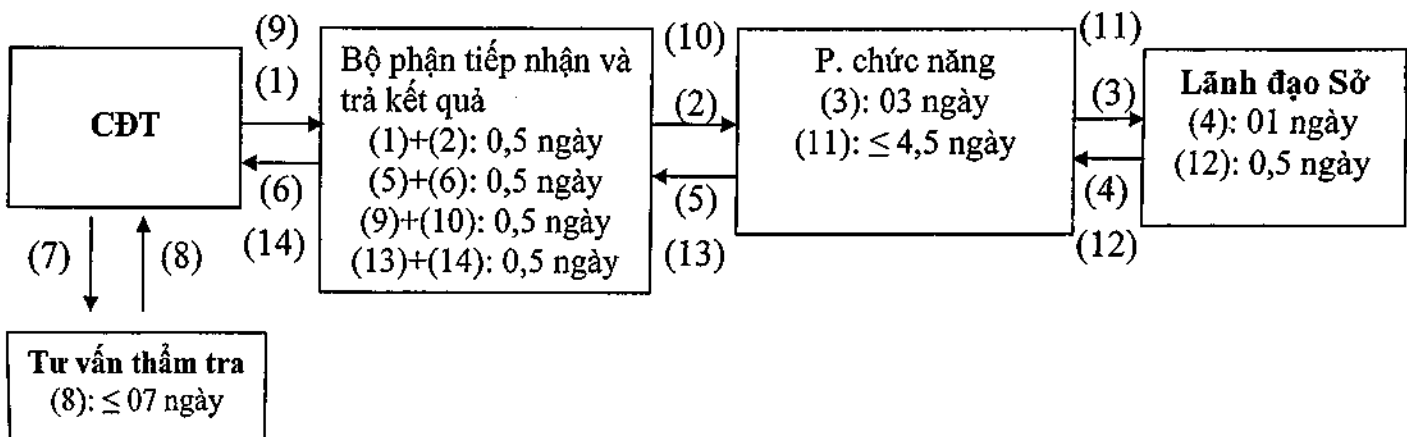 CĐT
(9)
(1)
(6)
(14)
(7)
(8)
Tư vấn thẩm tra
(8): ≤ 07 ngày
Bộ phận tiếp nhận và
trả kết quả
(1)+(2): 0,5 ngày
(5)+(6): 0,5 ngày
(9)+(10): 0,5 ngày
(13)+(14): 0,5 ngày
(10)
(2)
(5)
(13)
P. chức năng
(3): 03 ngày
(11): ≤ 4,5 ngày
(11)
(3)
(4)
(12)
Lãnh đạo Sở
(4): 01 ngày
(12): 0,5 ngày